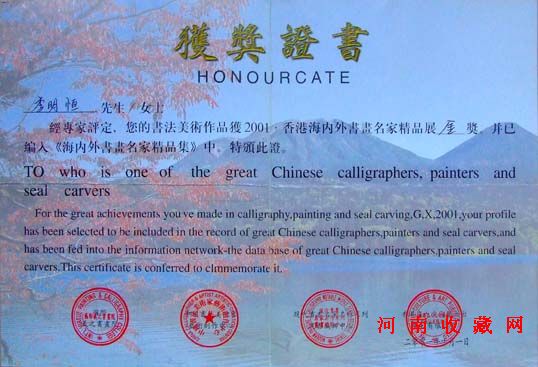 獲獎證書
HONOURCATE
李明恒 先生/女士
經專家評定，您的書法美術作品獲2001·香港海内外書畫名家精品展金獎，并已
編入《海内外書畫名家精品集》中。特頒此證。
TO who is one of the great Chinese calligraphers, painters and
seal carvers
For the great achievements you've made in calligraphy,painting and seal carving,G,X,2001,your profile
has been selected to be included in the record of great Chinese calligraphers,painters and seal carvers,and
has been fed into the information network-the data base of great Chinese calligraphers,painters and seal
carvers.This certificate is conferred to cimmemorate it.
河南收藏网